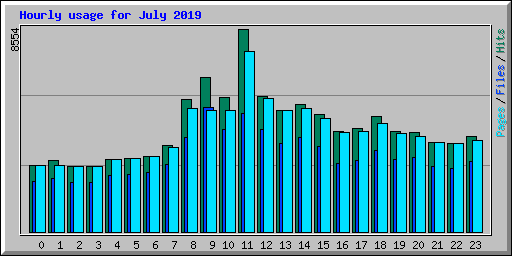 Hourly usage for July 2019
8554
Pages/Files/Hits
0 1 2 3 4 5 6 7 8 9 10 11 12 13 14 15 16 17 18 19 20 21 22 23